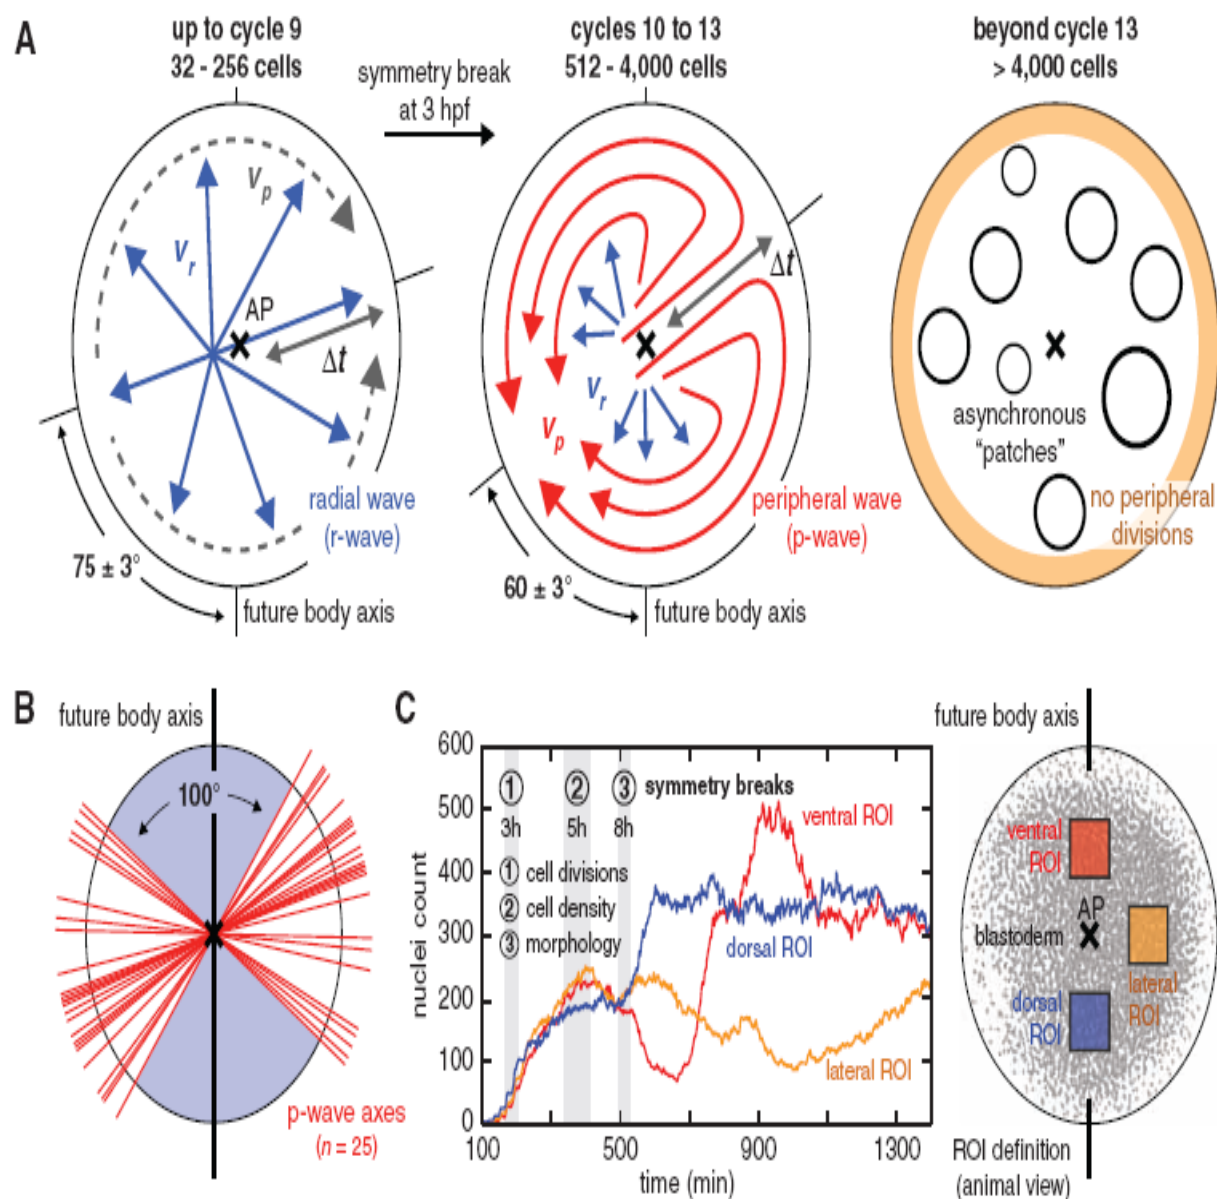 A
up to cycle 9
32 - 256 cells
symmetry break
at 3 hpf
cycles 10 to 13
512 - 4,000 cells
beyond cycle 13
> 4,000 cells
Vp
Vr
AP
Δt
radial wave
(r-wave)
75 ± 3°
future body axis
Δt
Vr
Vp
peripheral wave
(p-wave)
60 ± 3°
future body axis
asynchronous
"patches"
no peripheral
divisions
B
future body axis
100°
p-wave axes
(n = 25)
C
600
500
400
300
200
100
0
nuclei count
100
500
900
1300
time (min)
1 2 3 symmetry breaks
3h 5h 8h
1 cell divisions
2 cell density
3 morphology
ventral ROI
dorsal ROI
lateral ROI
future body axis
ventral
ROI
AP
blastoderm
lateral
ROI
dorsal
ROI
ROI definition
(animal view)